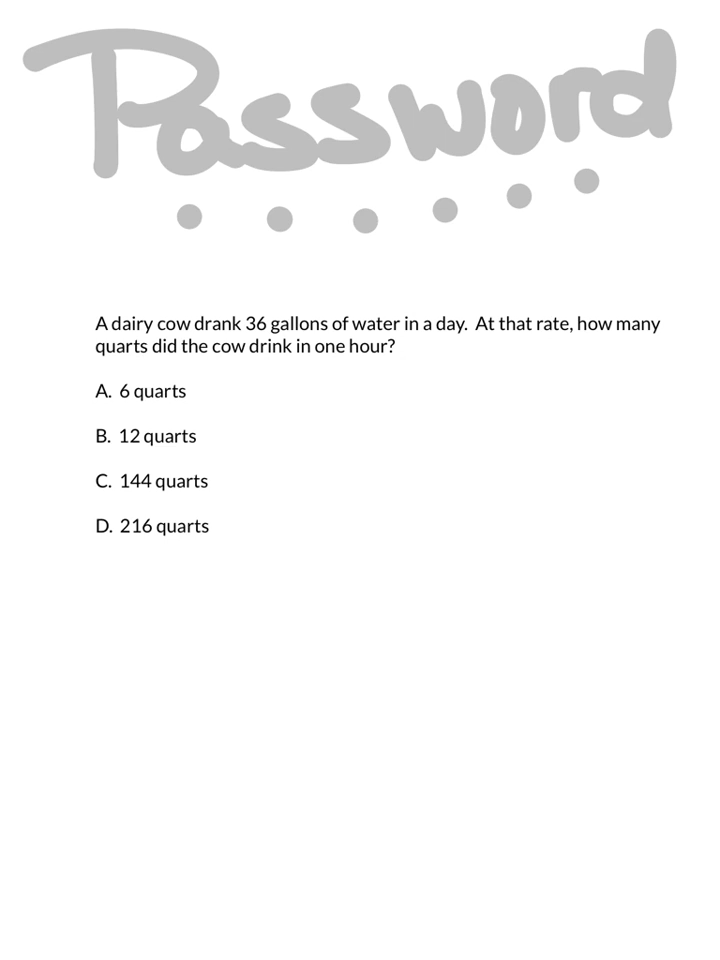 Password
A dairy cow drank 36 gallons of water in a day. At that rate, how many
quarts did the cow drink in one hour?
A. 6 quarts
B. 12 quarts
C. 144 quarts
D. 216 quarts